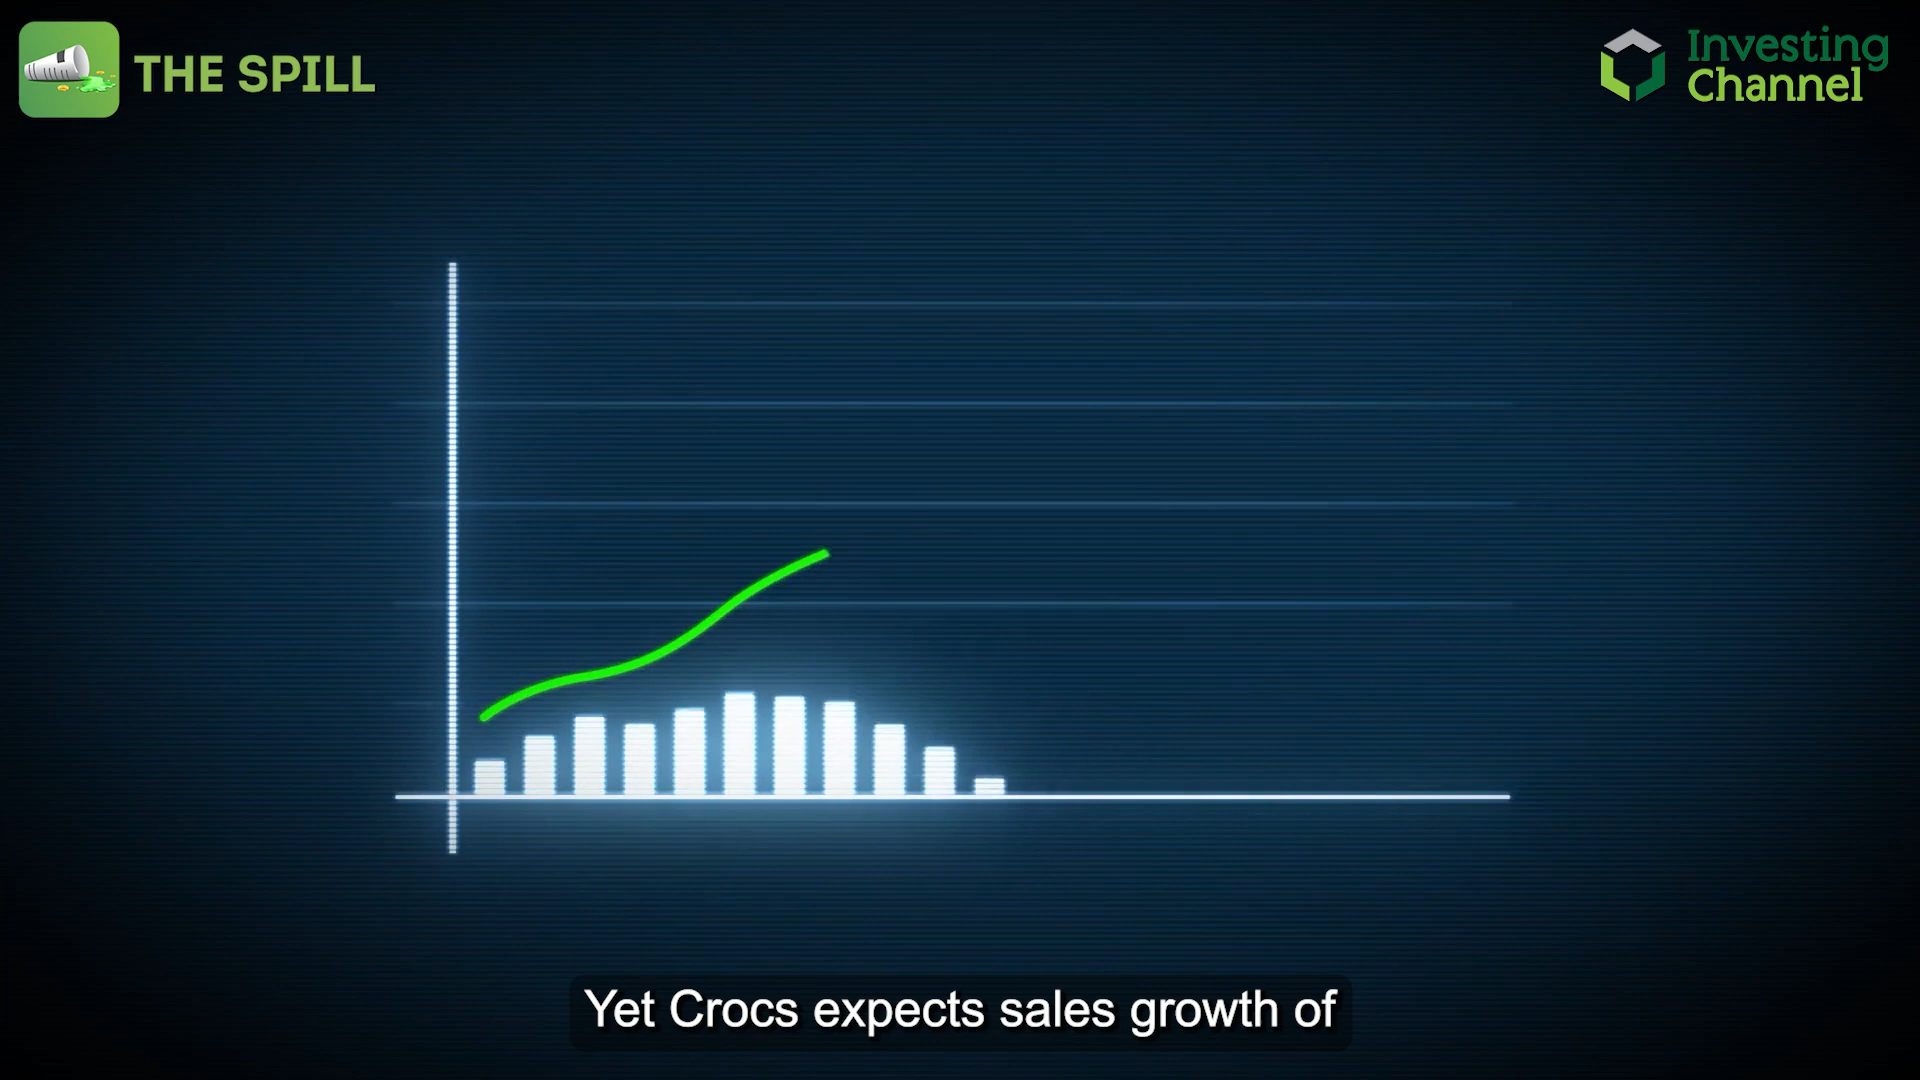 THE SPILL
Investing
Channel
Yet Crocs expects sales growth of